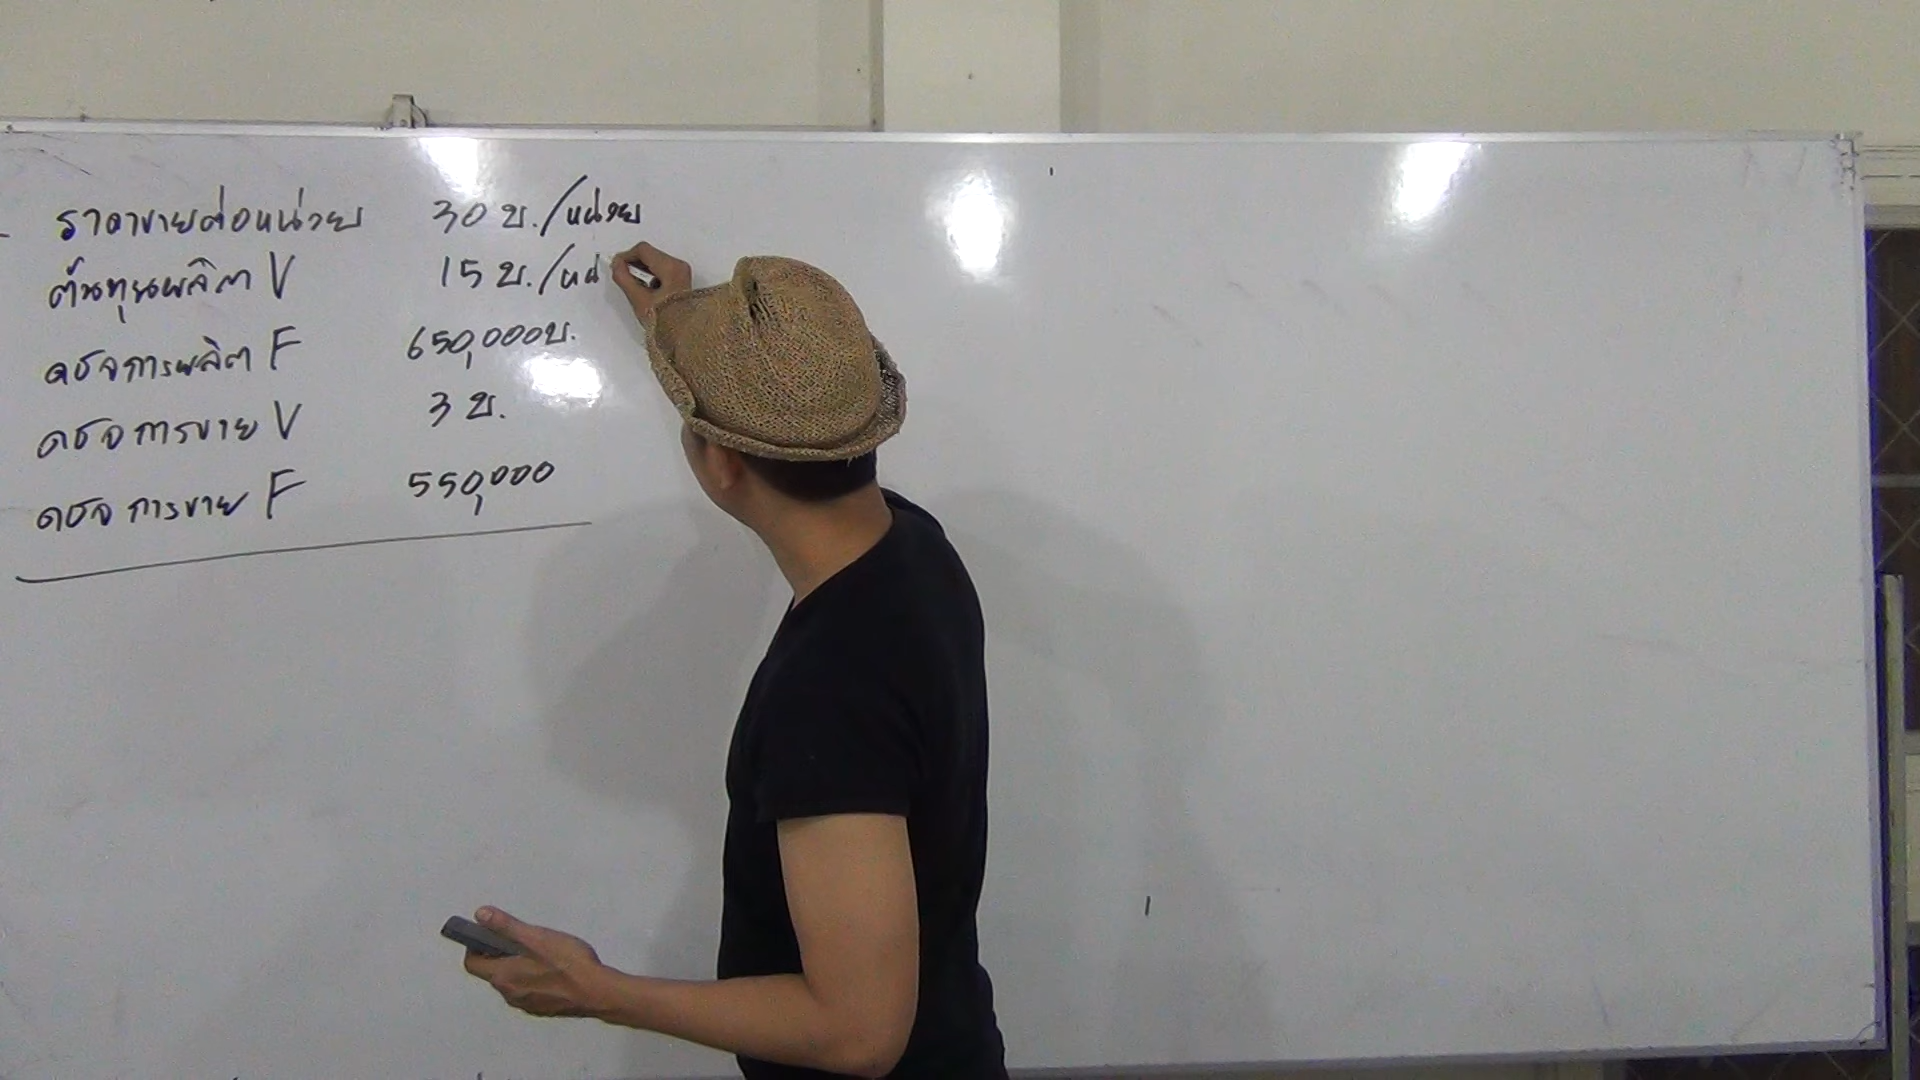 ราคาขายต่อหน่วย 30 บ./หน่วย
ต้นทุนผลิต V 15 บ./หน่
คชจการผลิต F 650,000บ.
คชจการขาย V 3 บ.
คชจ การขาย F 550,000